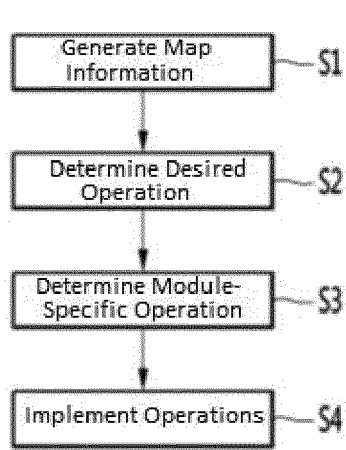 Generate Map
Information
S1
Determine Desired
Operation
S2
Determine Module-
Specific Operation
S3
Implement Operations
S4